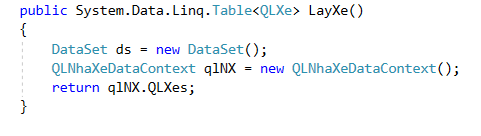 public System.Data.Linq.Table<QLXe> LayXe()
{
DataSet ds = new DataSet();
QLNhaXeDataContext qlNX = new QLNhaXeDataContext();
return qlNX.QLXes;
}